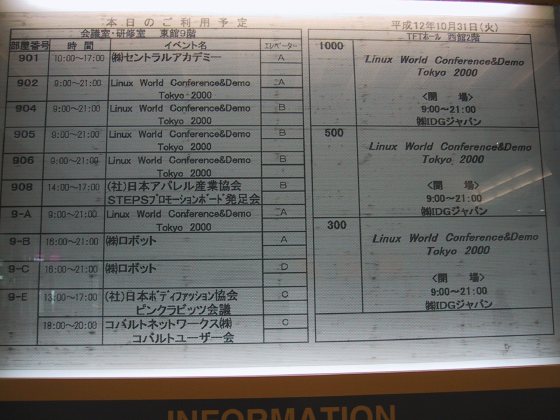 本日のご利用予定
会議室・研修室 東館9階
部屋番号 時間 イベント名 エレベーター
901 10:00〜17:00 ㈱セントラルアカデミー A
902 9:00〜21:00 Linux World Conference&Demo A
Tokyo 2000
904 9:00〜21:00 Linux World Conference&Demo B
Tokyo 2000
905 9:00〜21:00 Linux World Conference&Demo B
Tokyo 2000
906 9:00〜21:00 Linux World Conference&Demo B
Tokyo 2000
908 14:00〜17:00 (社)日本アパレル産業協会 B
STEPSプロモーションボード発足会
9-A 9:00〜21:00 Linux World Conference&Demo A
Tokyo 2000
9-B 16:00〜21:00 ㈱ロボット A
9-C 16:00〜21:00 ㈱ロボット D
9-E 13:00〜17:00 (社)日本ボディファッション協会 C
ピンクラビッツ会議
18:00〜20:00 コバルトネットワークス㈱ C
コバルトユーザー会
平成12年10月31日(火)
TFTホール 西館2階
1000
Linux World Conference&Demo
Tokyo 2000
<開 場>
9:00〜21:00
㈱IDGジャパン
500
Linux World Conference&Demo
Tokyo 2000
<開 場>
9:00〜21:00
㈱IDGジャパン
300
Linux World Conference&Demo
Tokyo 2000
<開 場>
9:00〜21:00
㈱IDGジャパン
INFORMATION